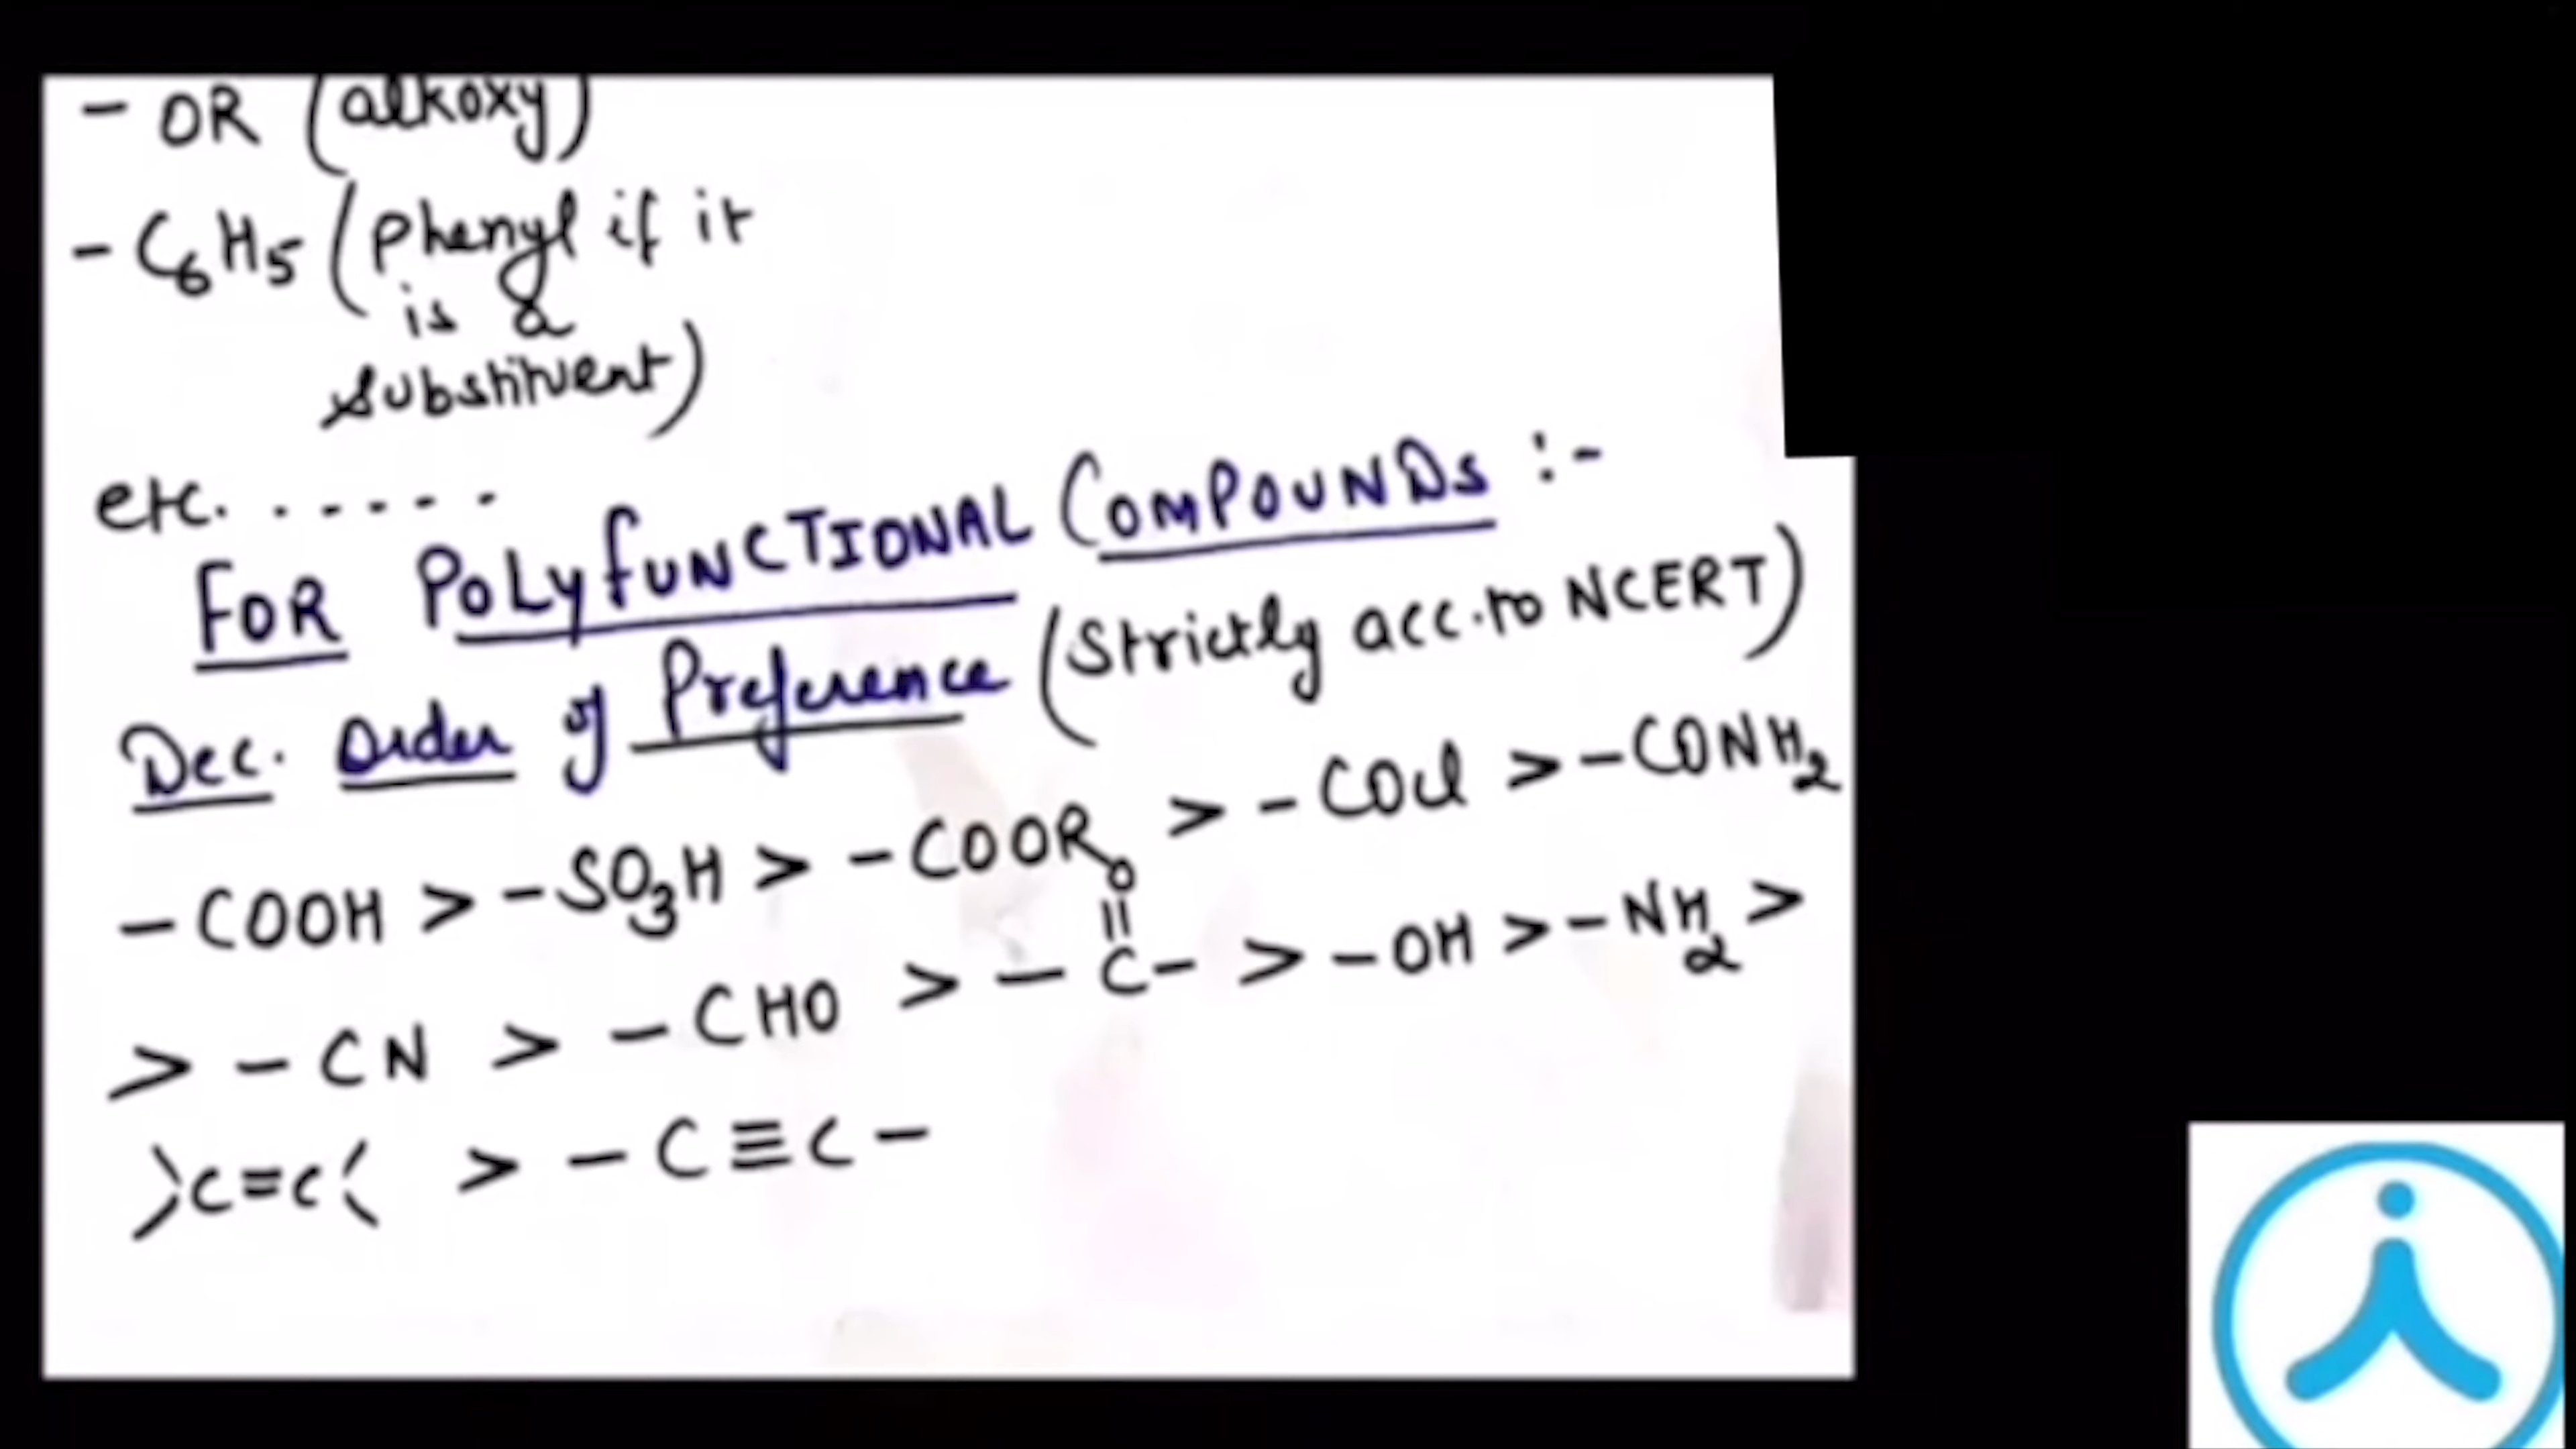 - OR (alkoxy)
- C₆H₅ (phenyl if it
is a
substituent)
etc. . - - - - -
FOR POLYFUNCTIONAL COMPOUNDS :-
Dec. Order of Preference (Strictly acc. to NCERT)
- COOH > - SO₃H > - COOR > - COCl > - CONH₂
O
||
> - CN > - CHO > - C - > - OH > - NH₂ >
>C=C< > - C≡C -